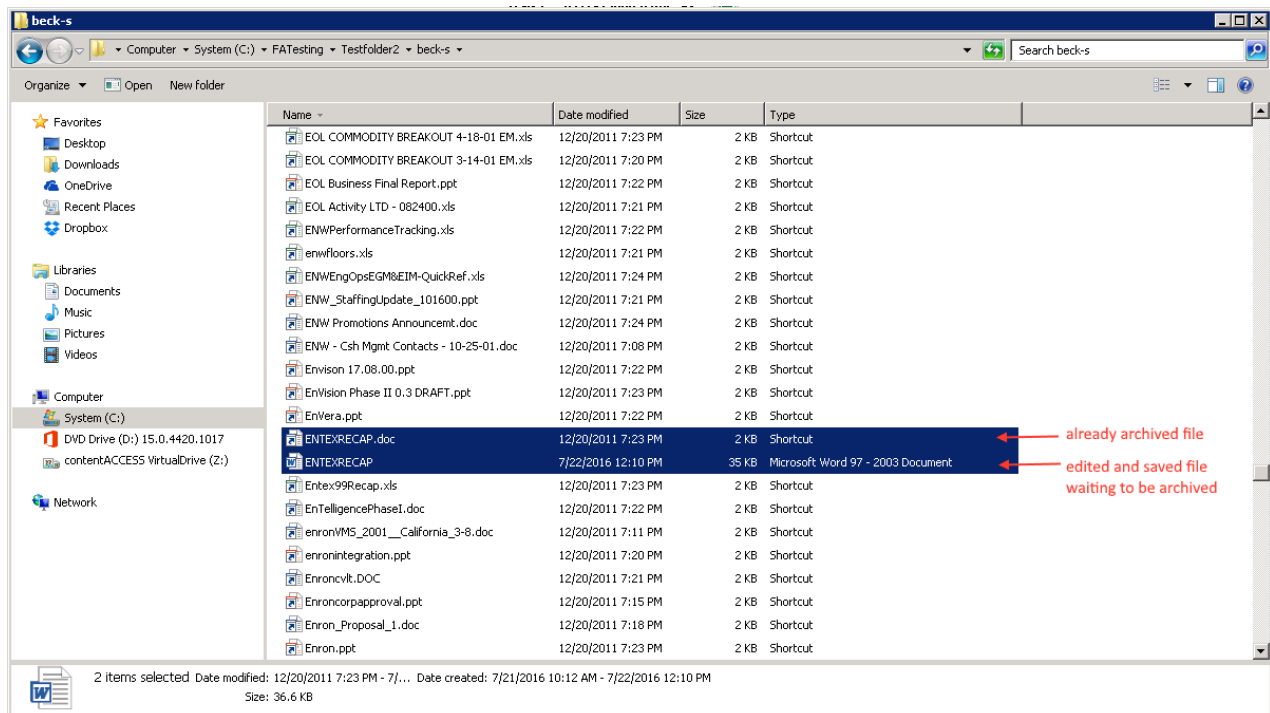 beck-s
Computer System (C:) FATesting Testfolder2 beck-s
Search beck-s
Organize Open New folder
Favorites
Desktop
Downloads
OneDrive
Recent Places
Dropbox
Libraries
Documents
Music
Pictures
Videos
Computer
System (C:)
DVD Drive (D:) 15.0.4420.1017
contentACCESS VirtualDrive (Z:)
Network
Name Date modified Size Type
EOL COMMODITY BREAKOUT 4-18-01 EM.xls 12/20/2011 7:23 PM 2 KB Shortcut
EOL COMMODITY BREAKOUT 3-14-01 EM.xls 12/20/2011 7:20 PM 2 KB Shortcut
EOL Business Final Report.ppt 12/20/2011 7:22 PM 2 KB Shortcut
EOL Activity LTD - 082400.xls 12/20/2011 7:21 PM 2 KB Shortcut
ENWPerformanceTracking.xls 12/20/2011 7:22 PM 2 KB Shortcut
enwfloors.xls 12/20/2011 7:21 PM 2 KB Shortcut
ENWEngOpsEGM&EIM-QuickRef.xls 12/20/2011 7:24 PM 2 KB Shortcut
ENW_StaffingUpdate_101600.ppt 12/20/2011 7:21 PM 2 KB Shortcut
ENW Promotions Announcemt.doc 12/20/2011 7:24 PM 2 KB Shortcut
ENW - Csh Mgmt Contacts - 10-25-01.doc 12/20/2011 7:08 PM 2 KB Shortcut
Envison 17.08.00.ppt 12/20/2011 7:22 PM 2 KB Shortcut
EnVision Phase II 0.3 DRAFT.ppt 12/20/2011 7:23 PM 2 KB Shortcut
EnVera.ppt 12/20/2011 7:22 PM 2 KB Shortcut
ENTEXRECAP.doc 12/20/2011 7:23 PM 2 KB Shortcut
already archived file
ENTEXRECAP 7/22/2016 12:10 PM 35 KB Microsoft Word 97 - 2003 Document
edited and saved file
waiting to be archived
Entex99Recap.xls 12/20/2011 7:23 PM 2 KB Shortcut
EnTelligencePhaseI.doc 12/20/2011 7:22 PM 2 KB Shortcut
enronVMS_2001__California_3-8.doc 12/20/2011 7:11 PM 2 KB Shortcut
enronintegration.ppt 12/20/2011 7:20 PM 2 KB Shortcut
Enroncvlt.DOC 12/20/2011 7:21 PM 2 KB Shortcut
Enroncorpapproval.ppt 12/20/2011 7:15 PM 2 KB Shortcut
Enron_Proposal_1.doc 12/20/2011 7:18 PM 2 KB Shortcut
Enron.ppt 12/20/2011 7:23 PM 2 KB Shortcut
2 items selected Date modified: 12/20/2011 7:23 PM - 7/... Date created: 7/21/2016 10:12 AM - 7/22/2016 12:10 PM
Size: 36.6 KB